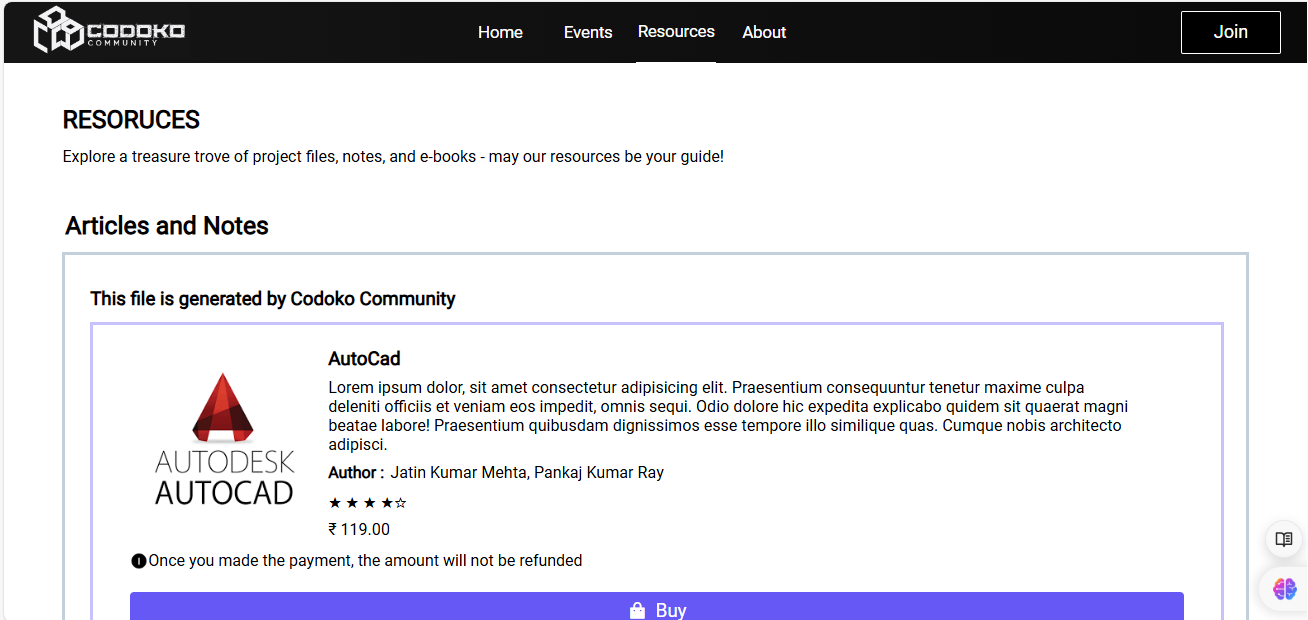 CODOKO
COMMUNITY
Home Events Resources About Join
RESORUCES
Explore a treasure trove of project files, notes, and e-books - may our resources be your guide!
Articles and Notes
This file is generated by Codoko Community
AutoCad
Lorem ipsum dolor, sit amet consectetur adipisicing elit. Praesentium consequuntur tenetur maxime culpa
deleniti officiis et veniam eos impedit, omnis sequi. Odio dolore hic expedita explicabo quidem sit quaerat magni
beatae labore! Praesentium quibusdam dignissimos esse tempore illo similique quas. Cumque nobis architecto
adipisci.
AUTODESK
AUTOCAD
Author : Jatin Kumar Mehta, Pankaj Kumar Ray
★ ★ ★ ★☆
₹ 119.00
Once you made the payment, the amount will not be refunded
Buy